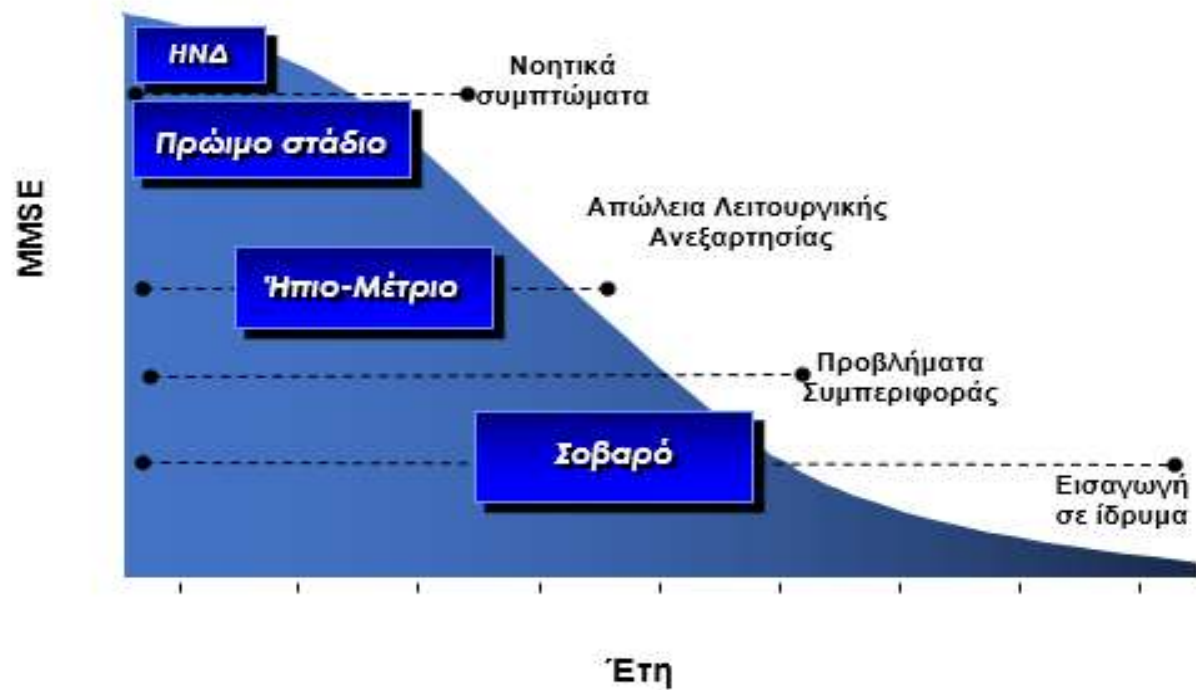 ΗΝΔ
Νοητικά
συμπτώματα
Πρώιμο στάδιο
MMSE
Απώλεια Λειτουργικής
Ανεξαρτησίας
Ήπιο-Μέτριο
Προβλήματα
Συμπεριφοράς
Σοβαρό
Εισαγωγή
σε ίδρυμα
Έτη